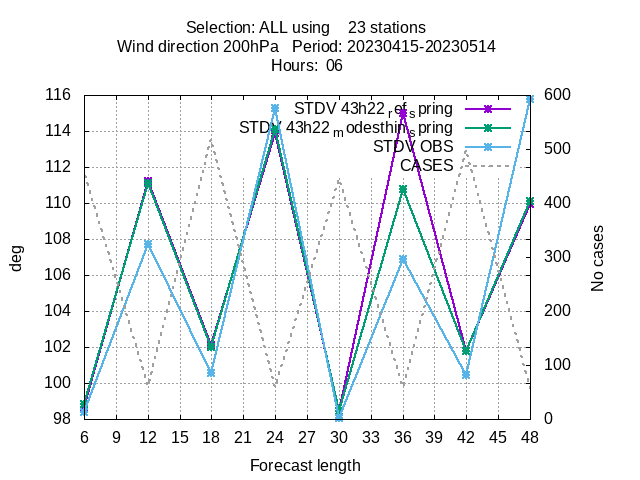 Selection: ALL using 23 stations
Wind direction 200hPa Period: 20230415-20230514
Hours: 06
STDV 43h22_ref_spring
STDV 43h22_modesthin_spring
STDV OBS
CASES
116
114
112
110
108
106
104
102
100
98
deg
600
500
400
300
200
100
0
No cases
6 9 12 15 18 21 24 27 30 33 36 39 42 45 48
Forecast length